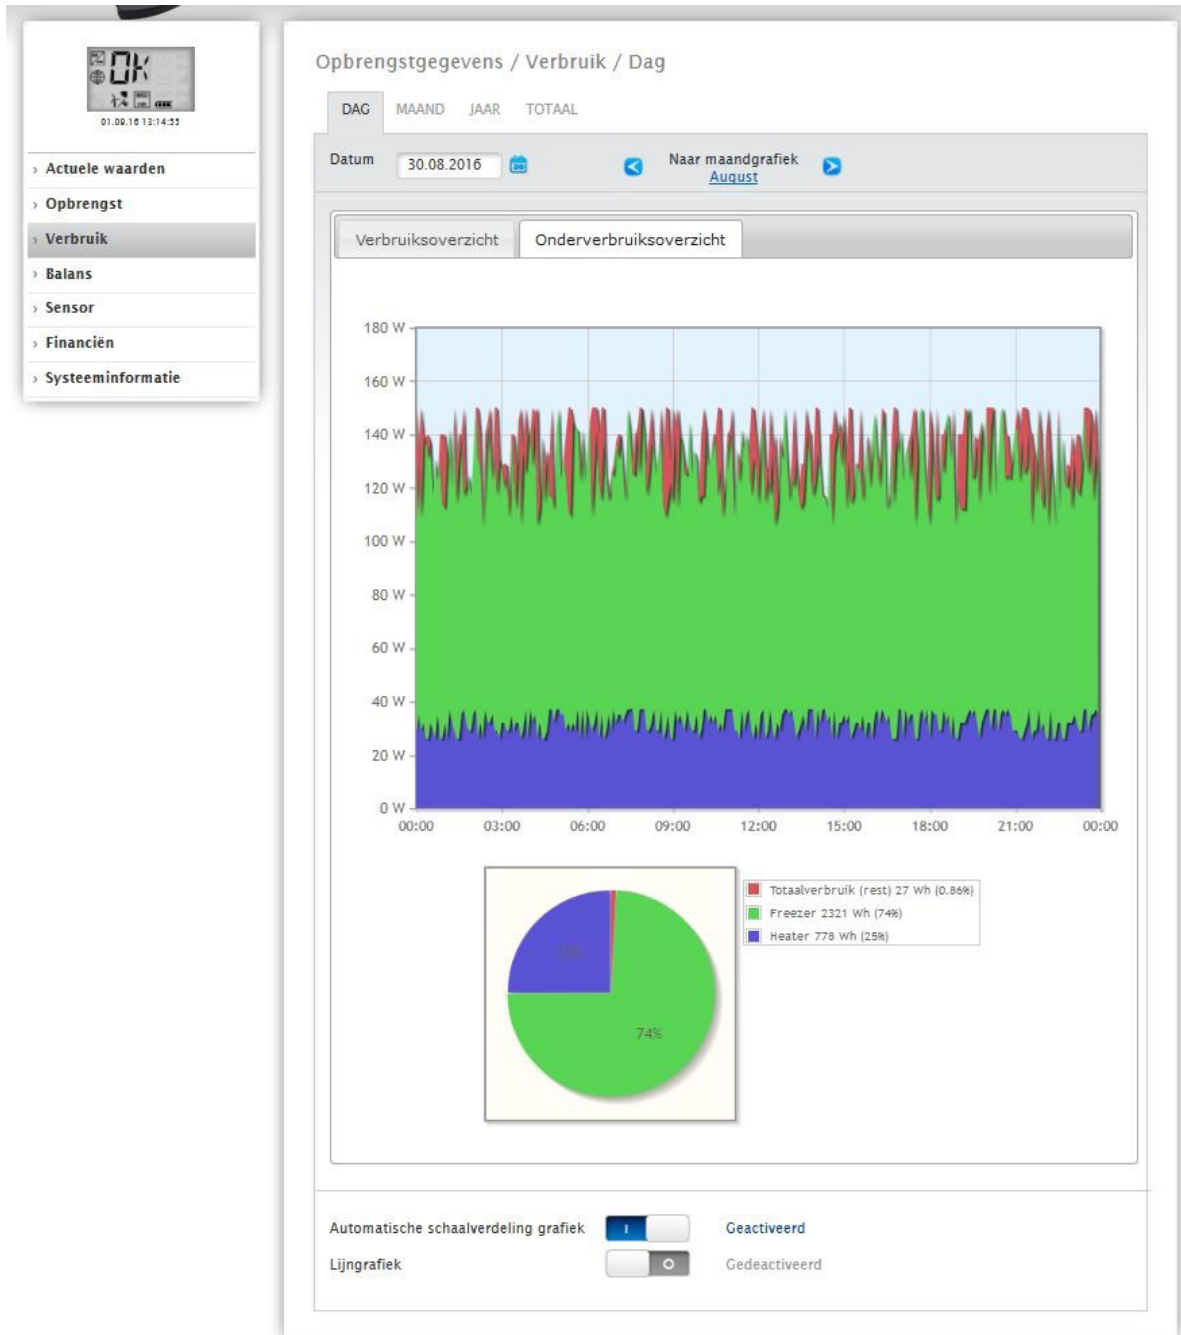 OK
01.09.16 13:14:55
Actuele waarden
Opbrengst
Verbruik
Balans
Sensor
Financiën
Systeeminformatie
Opbrengstgegevens / Verbruik / Dag
DAG MAAND JAAR TOTAAL
Datum 30.08.2016 Naar maandgrafiek
August
Verbruiksoverzicht Onderverbruiksoverzicht
180 W
160 W
140 W
120 W
100 W
80 W
60 W
40 W
20 W
0 W
00:00 03:00 06:00 09:00 12:00 15:00 18:00 21:00 00:00
Totaalverbruik (rest) 27 Wh (0.86%)
Freezer 2321 Wh (74%)
Heater 778 Wh (25%)
25%
74%
Automatische schaalverdeling grafiek I Geactiveerd
Lijngrafiek O Gedeactiveerd